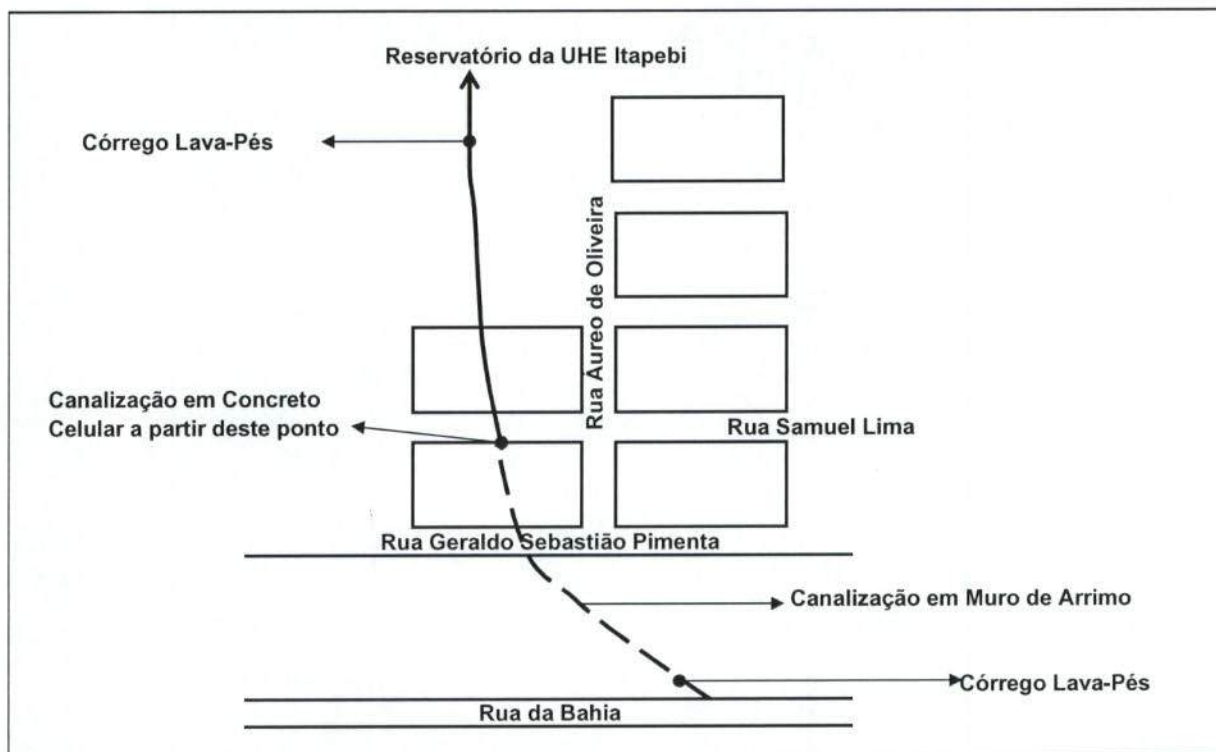 Reservatório da UHE Itapebi
Córrego Lava-Pés
Rua Aureo de Oliveira
Canalização em Concreto
Celular a partir deste ponto
Rua Samuel Lima
Rua Geraldo Sebastião Pimenta
Canalização em Muro de Arrimo
Córrego Lava-Pés
Rua da Bahia